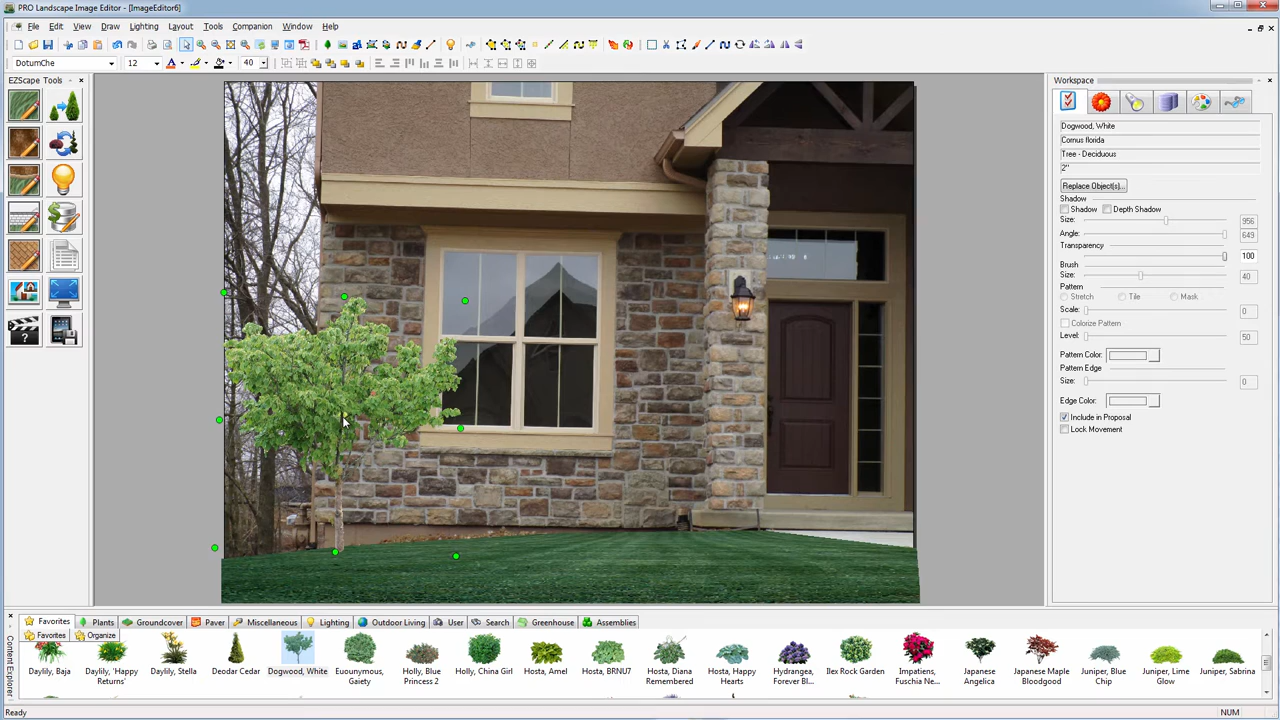 PRO Landscape Image Editor - [ImageEditor6]
File Edit View Draw Lighting Layout Tools Companion Window Help
DotumChe 12 40
EZScape Tools
Workspace
Dogwood, White
Cornus florida
Tree - Deciduous
2"
Replace Object(s)...
Shadow
Shadow Depth Shadow
Size: 956
Angle: 649
Transparency
100
Brush
Size: 40
Pattern
Stretch Tile Mask
Scale: 0
Colorize Pattern
Level: 50
Pattern Color:
Pattern Edge
Size: 0
Edge Color:
Include in Proposal
Lock Movement
Content Explorer
Favorites Plants Groundcover Paver Miscellaneous Lighting Outdoor Living User Search Greenhouse Assemblies
Favorites Organize
Daylily, Baja
Daylily, 'Happy Returns'
Daylily, Stella
Deodar Cedar
Dogwood, White
Euounymous, Gaiety
Holly, Blue Princess 2
Holly, China Girl
Hosta, Amel
Hosta, BRNU7
Hosta, Diana Remembered
Hosta, Happy Hearts
Hydrangea, Forever Bl...
Ilex Rock Garden
Impatiens, Fuschia Ne...
Japanese Angelica
Japanese Maple Bloodgood
Juniper, Blue Chip
Juniper, Lime Glow
Juniper, Sabrina
Ready NUM